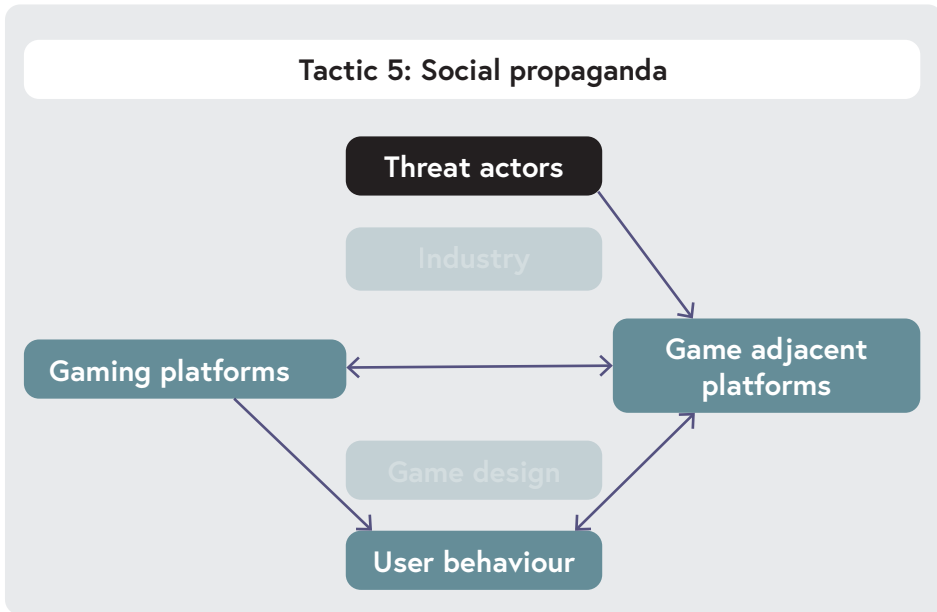 Tactic 5: Social propaganda
Threat actors
Industry
Gaming platforms
Game adjacent
platforms
Game design
User behaviour